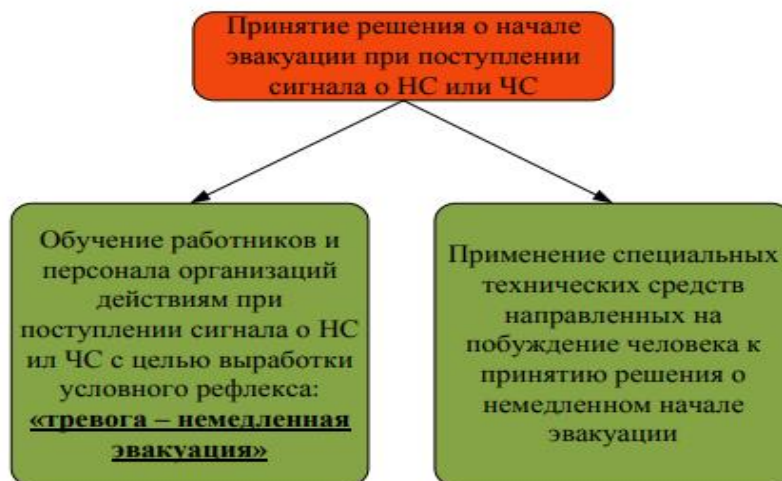 Принятие решения о начале
эвакуации при поступлении
сигнала о НС или ЧС
Обучение работников и
персонала организаций
действиям при
поступлении сигнала о НС
ил ЧС с целью выработки
условного рефлекса:
«тревога – немедленная
эвакуация»
Применение специальных
технических средств
направленных на
побуждение человека к
принятию решения о
немедленном начале
эвакуации